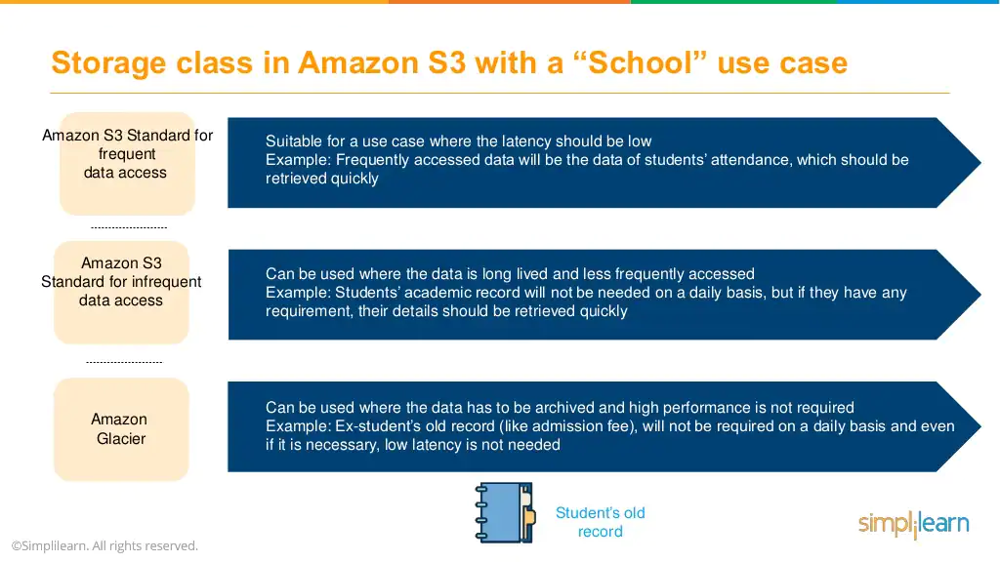 Storage class in Amazon S3 with a “School” use case
Amazon S3 Standard for
frequent
data access
Suitable for a use case where the latency should be low
Example: Frequently accessed data will be the data of students’ attendance, which should be
retrieved quickly
Amazon S3
Standard for infrequent
data access
Can be used where the data is long lived and less frequently accessed
Example: Students’ academic record will not be needed on a daily basis, but if they have any
requirement, their details should be retrieved quickly
Amazon
Glacier
Can be used where the data has to be archived and high performance is not required
Example: Ex-student’s old record (like admission fee), will not be required on a daily basis and even
if it is necessary, low latency is not needed
Student’s old
record
simplilearn
©Simplilearn. All rights reserved.